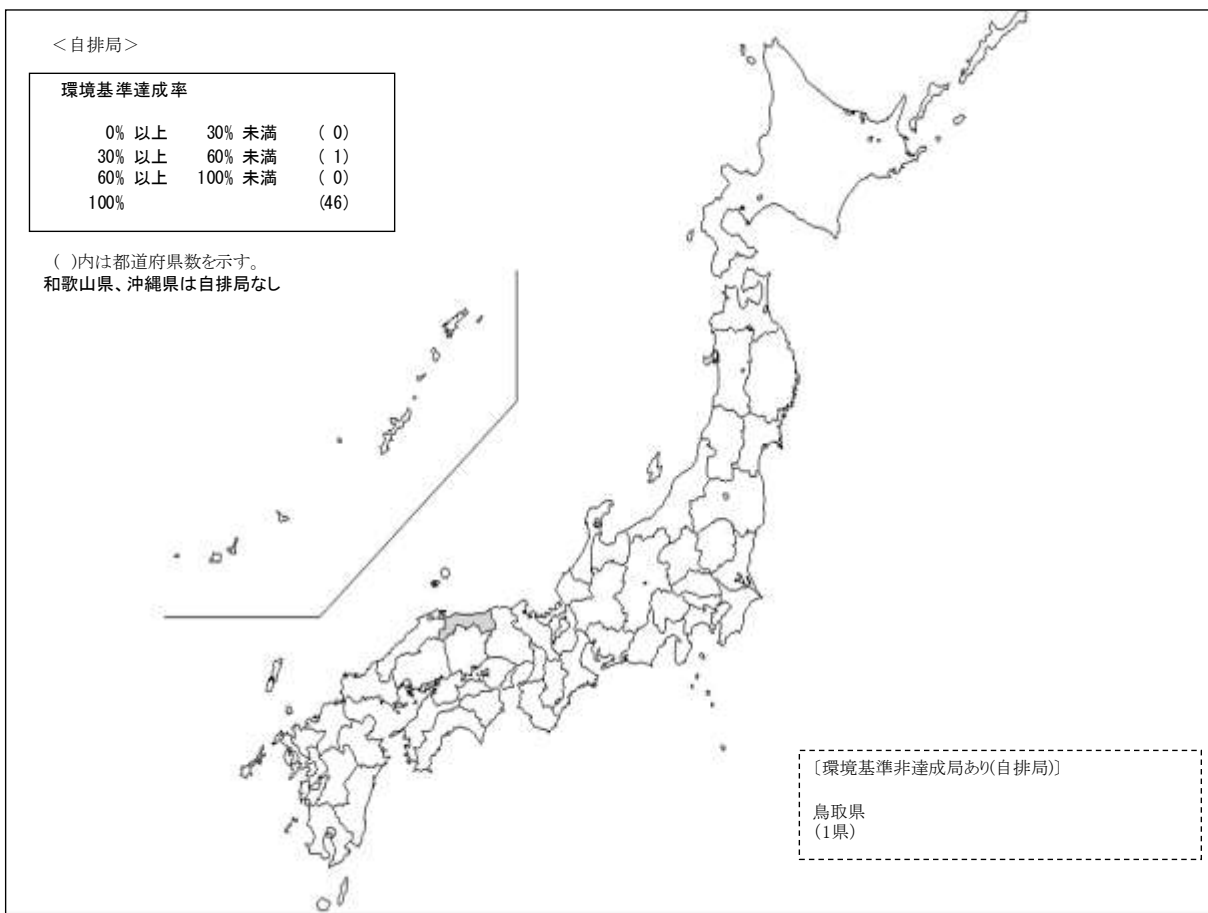 ＜自排局＞
環境基準達成率
0% 以上 30% 未満 ( 0)
30% 以上 60% 未満 ( 1)
60% 以上 100% 未満 ( 0)
100% (46)
( )内は都道府県数を示す。
和歌山県、沖縄県は自排局なし
〔環境基準非達成局あり(自排局)〕
鳥取県
(1県)